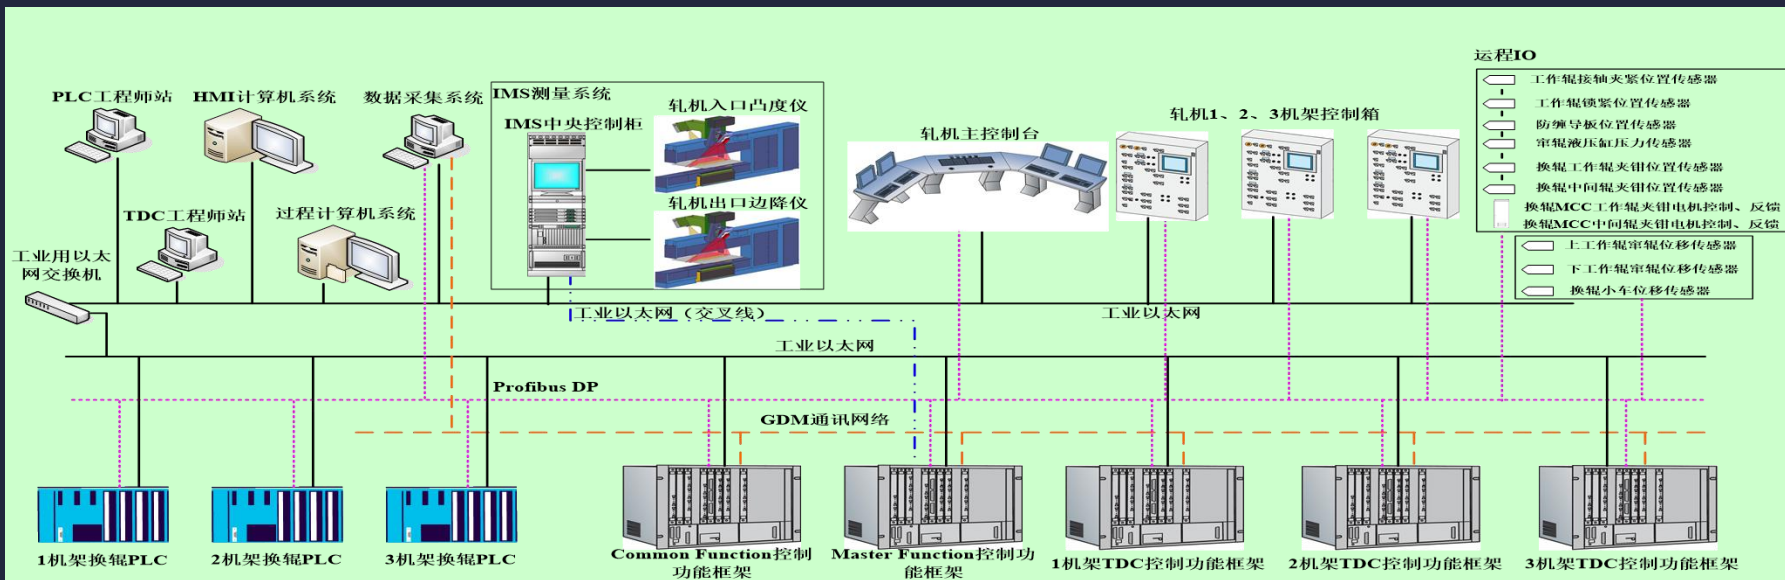 运程IO
PLC工程师站
HMI计算机系统
数据采集系统
IMS测量系统
IMS中央控制柜
轧机入口凸度仪
轧机出口边降仪
轧机主控制台
轧机1、2、3机架控制箱
工作辊接轴夹紧位置传感器
工作辊锁紧位置传感器
防缠导板位置传感器
窜辊液压缸压力传感器
换辊工作辊夹钳位置传感器
换辊中间辊夹钳位置传感器
换辊MCC工作辊夹钳电机控制、反馈
换辊MCC中间辊夹钳电机控制、反馈
上工作辊窜辊位移传感器
下工作辊窜辊位移传感器
换辊小车位移传感器
TDC工程师站
过程计算机系统
工业用以太
网交换机
工业以太网（交叉线）
工业以太网
工业以太网
Profibus DP
GDM通讯网络
1机架换辊PLC
2机架换辊PLC
3机架换辊PLC
Common Function控制
功能框架
Master Function控制功
能框架
1机架TDC控制功能框架
2机架TDC控制功能框架
3机架TDC控制功能框架